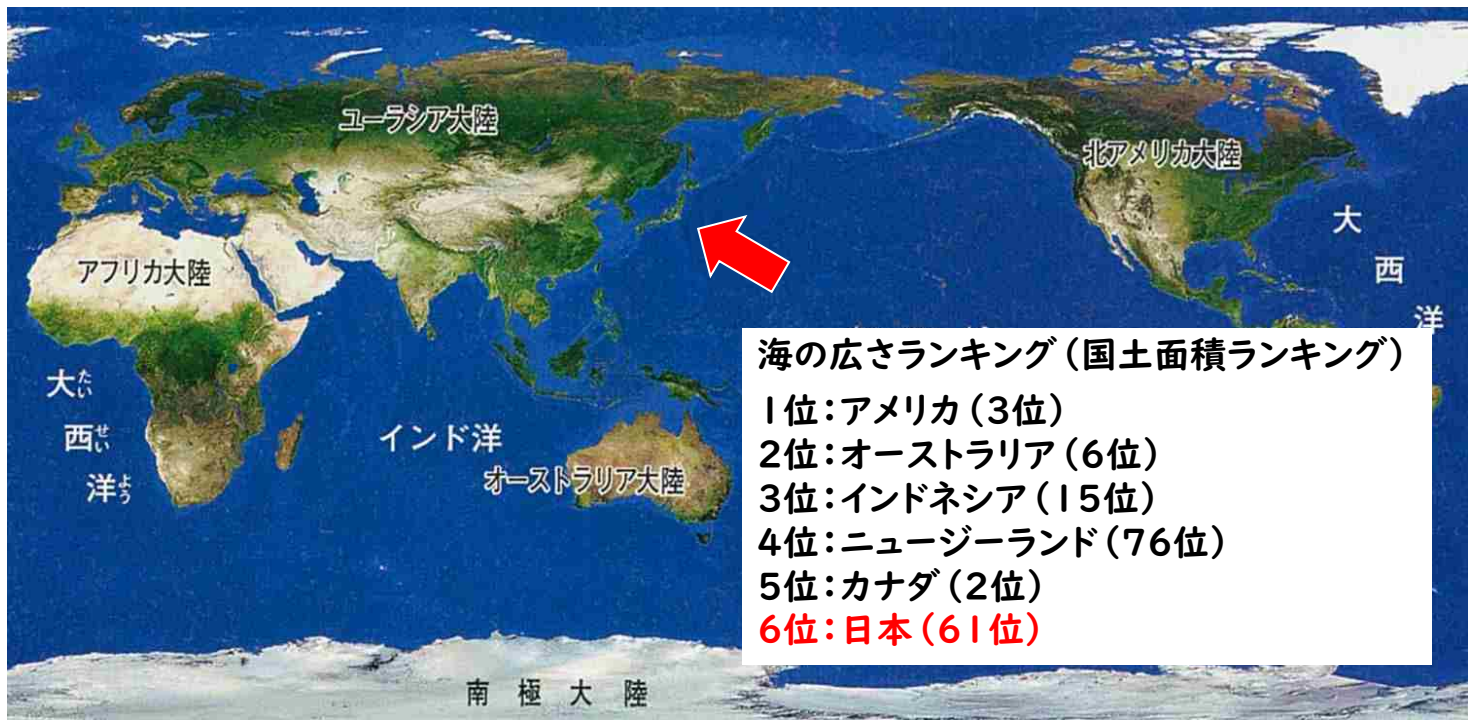 ユーラシア大陸
北アメリカ大陸
アフリカ大陸
大
西
洋
海の広さランキング(国土面積ランキング)
1位:アメリカ(3位)
2位:オーストラリア(6位)
3位:インドネシア(15位)
4位:ニュージーランド(76位)
5位:カナダ(2位)
6位:日本(61位)
大たい
西せい
洋よう
インド洋
オーストラリア大陸
南極大陸